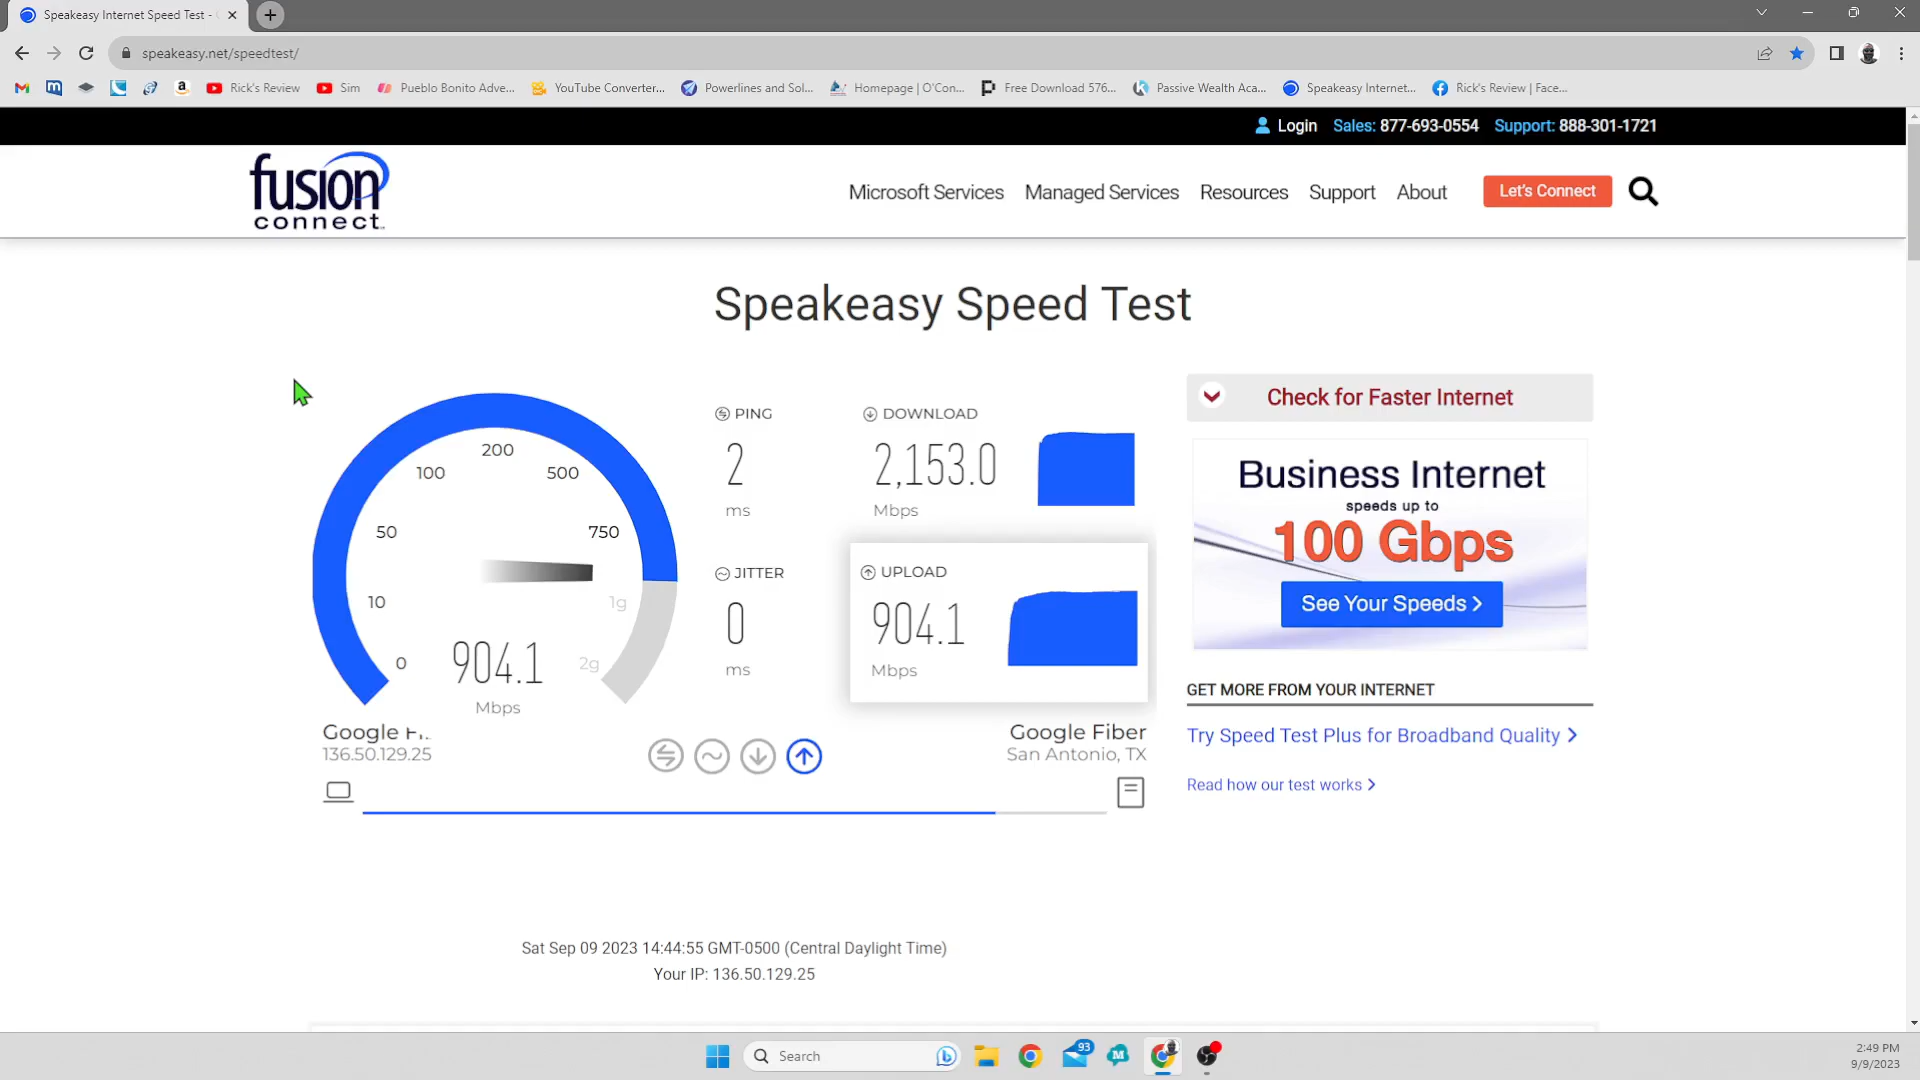 Speakeasy Internet Speed Test -
speakeasy.net/speedtest/
Rick's Review
Sim
Pueblo Bonito Adve...
YouTube Converter...
Powerlines and Sol...
Homepage | O'Con...
Free Download 576...
Passive Wealth Aca...
Speakeasy Internet...
Rick's Review | Face...
Login Sales: 877-693-0554 Support: 888-301-1721
fusion
connect
Microsoft Services Managed Services Resources Support About Let's Connect
Speakeasy Speed Test
PING
2
ms
DOWNLOAD
2,153.0
Mbps
JITTER
0
ms
UPLOAD
904.1
Mbps
0
10
50
100
200
500
750
1g
2g
904.1
Mbps
Google Fi..
136.50.129.25
Google Fiber
San Antonio, TX
Check for Faster Internet
Business Internet
speeds up to
100 Gbps
See Your Speeds >
GET MORE FROM YOUR INTERNET
Try Speed Test Plus for Broadband Quality >
Read how our test works >
Sat Sep 09 2023 14:44:55 GMT-0500 (Central Daylight Time)
Your IP: 136.50.129.25
Search
93
2:49 PM
9/9/2023